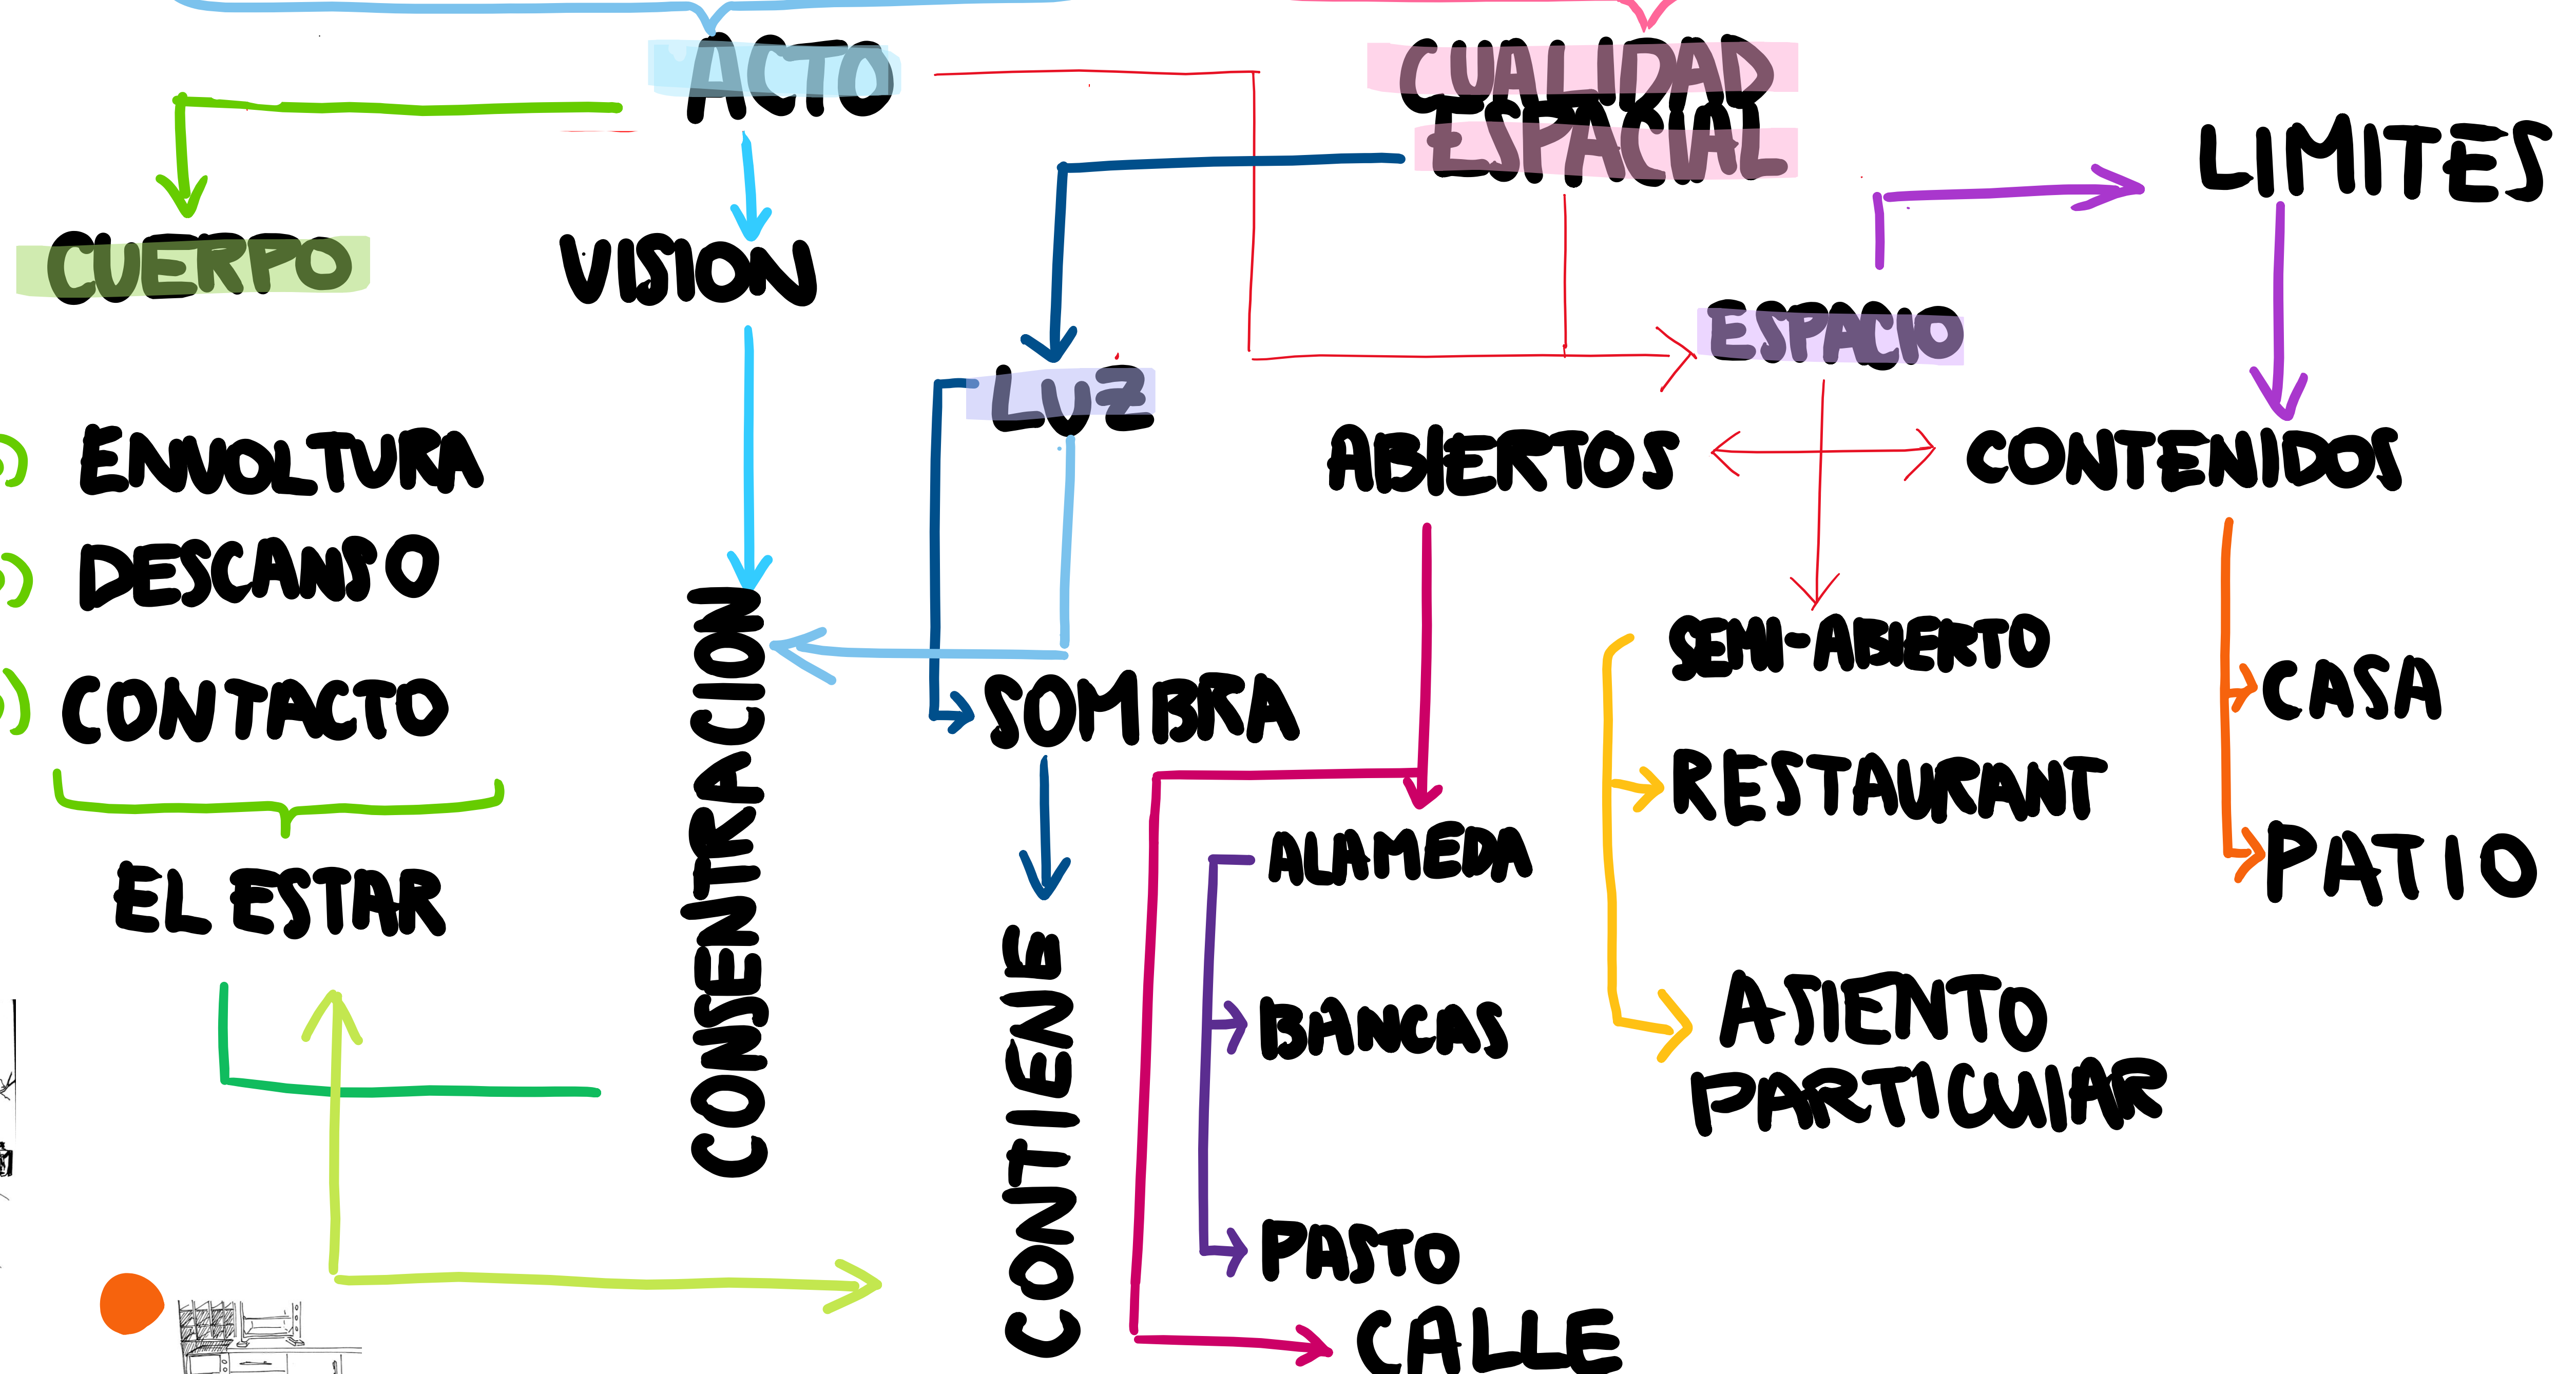 ACTO
CUALIDAD
ESPACIAL
LIMITES
CUERPO
VISION
ESPACIO
LUZ
ENVOLTURA
ABIERTOS
CONTENIDOS
DESCANSO
CONSENTRACION
SEMI-ABIERTO
CONTACTO
SOMBRA
CASA
RESTAURANT
ALAMEDA
PATIO
EL ESTAR
CONTIENE
BANCAS
ASIENTO
PARTICULAR
PASTO
CALLE